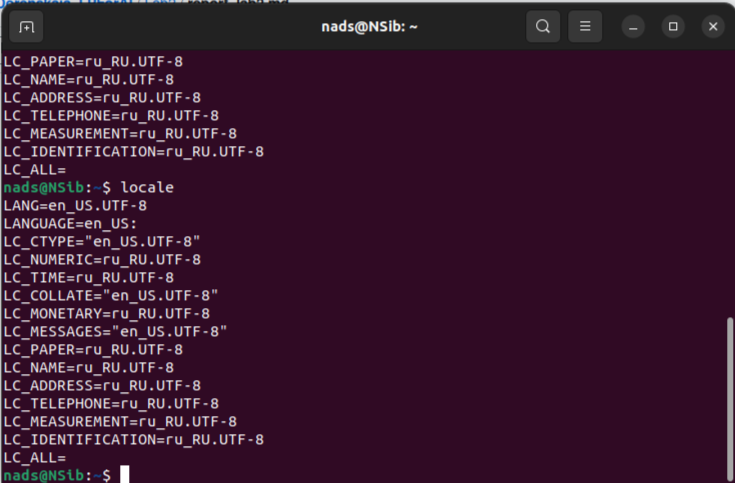 nads@NSib: ~
LC_PAPER=ru_RU.UTF-8
LC_NAME=ru_RU.UTF-8
LC_ADDRESS=ru_RU.UTF-8
LC_TELEPHONE=ru_RU.UTF-8
LC_MEASUREMENT=ru_RU.UTF-8
LC_IDENTIFICATION=ru_RU.UTF-8
LC_ALL=
nads@NSib:~$ locale
LANG=en_US.UTF-8
LANGUAGE=en_US:
LC_CTYPE="en_US.UTF-8"
LC_NUMERIC=ru_RU.UTF-8
LC_TIME=ru_RU.UTF-8
LC_COLLATE="en_US.UTF-8"
LC_MONETARY=ru_RU.UTF-8
LC_MESSAGES="en_US.UTF-8"
LC_PAPER=ru_RU.UTF-8
LC_NAME=ru_RU.UTF-8
LC_ADDRESS=ru_RU.UTF-8
LC_TELEPHONE=ru_RU.UTF-8
LC_MEASUREMENT=ru_RU.UTF-8
LC_IDENTIFICATION=ru_RU.UTF-8
LC_ALL=
nads@NSib:~$